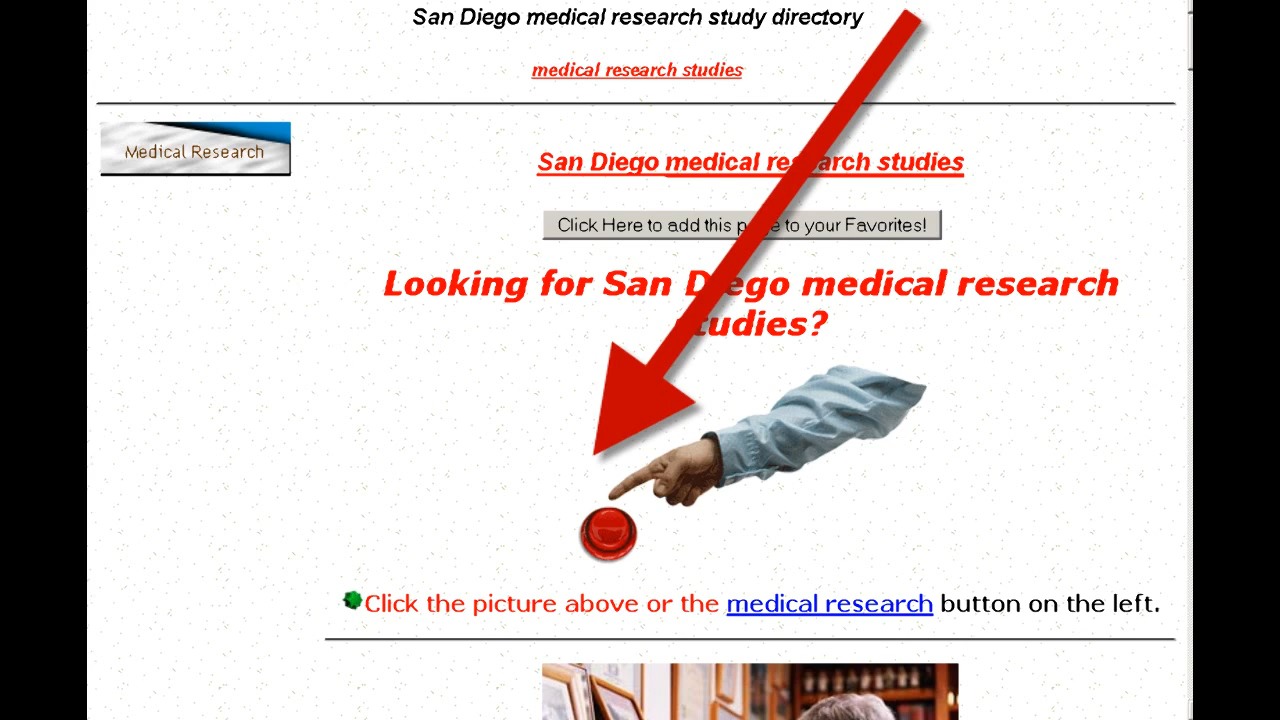 San Diego medical research study directory
medical research studies
Medical Research
San Diego medical research studies
Click Here to add this page to your Favorites!
Looking for San Diego medical research
studies?
Click the picture above or the medical research button on the left.